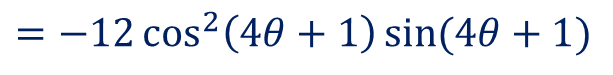 = −12 cos²(4θ + 1) sin(4θ + 1)